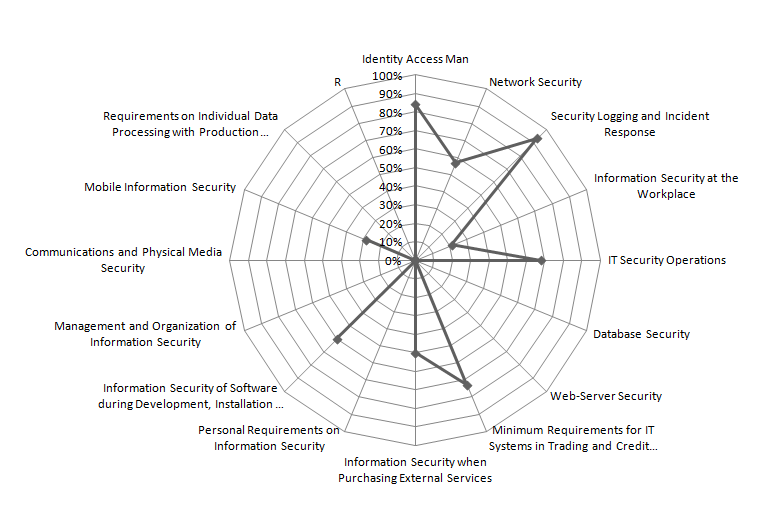 Identity Access Man
Network Security
Security Logging and Incident
Response
Information Security at the
Workplace
IT Security Operations
Database Security
Web-Server Security
Minimum Requirements for IT
Systems in Trading and Credit...
Information Security when
Purchasing External Services
Personal Requirements on
Information Security
Information Security of Software
during Development, Installation ...
Management and Organization of
Information Security
Communications and Physical Media
Security
Mobile Information Security
Requirements on Individual Data
Processing with Production ...
R
100%
90%
80%
70%
60%
50%
40%
30%
20%
10%
0%